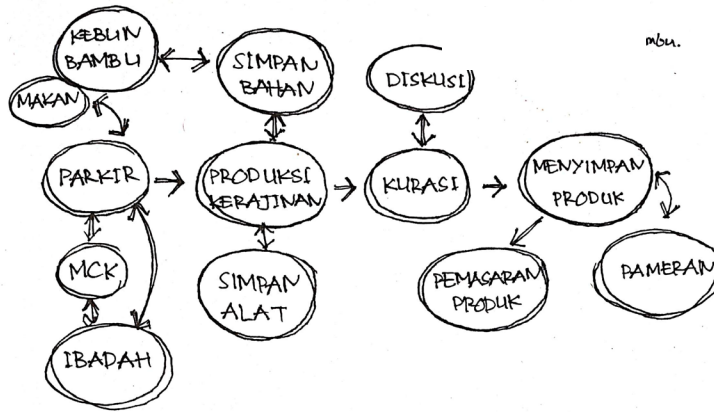 KEBUN
BAMBU
MAKAN
SIMPAN
BAHAN
DISKUSI
mbu.
PARKIR
PRODUKSI
KERAJINAN
KURASI
MENYIMPAN
PRODUK
MCK
SIMPAN
ALAT
PEMASARAN
PRODUK
PAMERAN
IBADAH